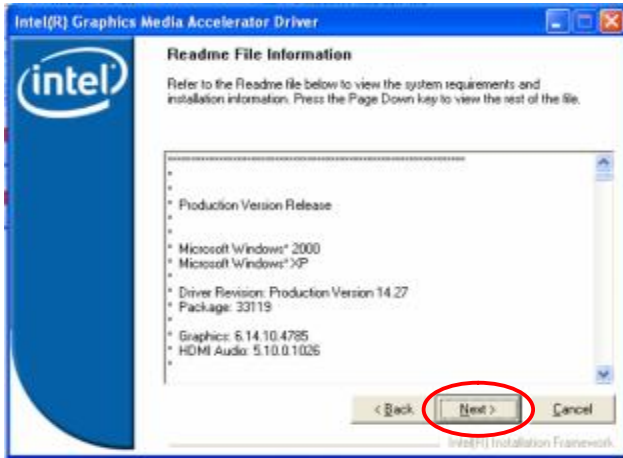 Intel(R) Graphics Media Accelerator Driver
intel
Readme File Information
Refer to the Readme file below to view the system requirements and
installation information. Press the Page Down key to view the rest of the file.
*
*
* Production Version Release
*
*
* Microsoft Windows* 2000
* Microsoft Windows* XP
*
* Driver Revision: Production Version 14.27
* Package: 33119
*
* Graphics: 6.14.10.4785
* HDMI Audio: 5.10.0.1026
*
< Back Next > Cancel
Intel(R) Installation Framework